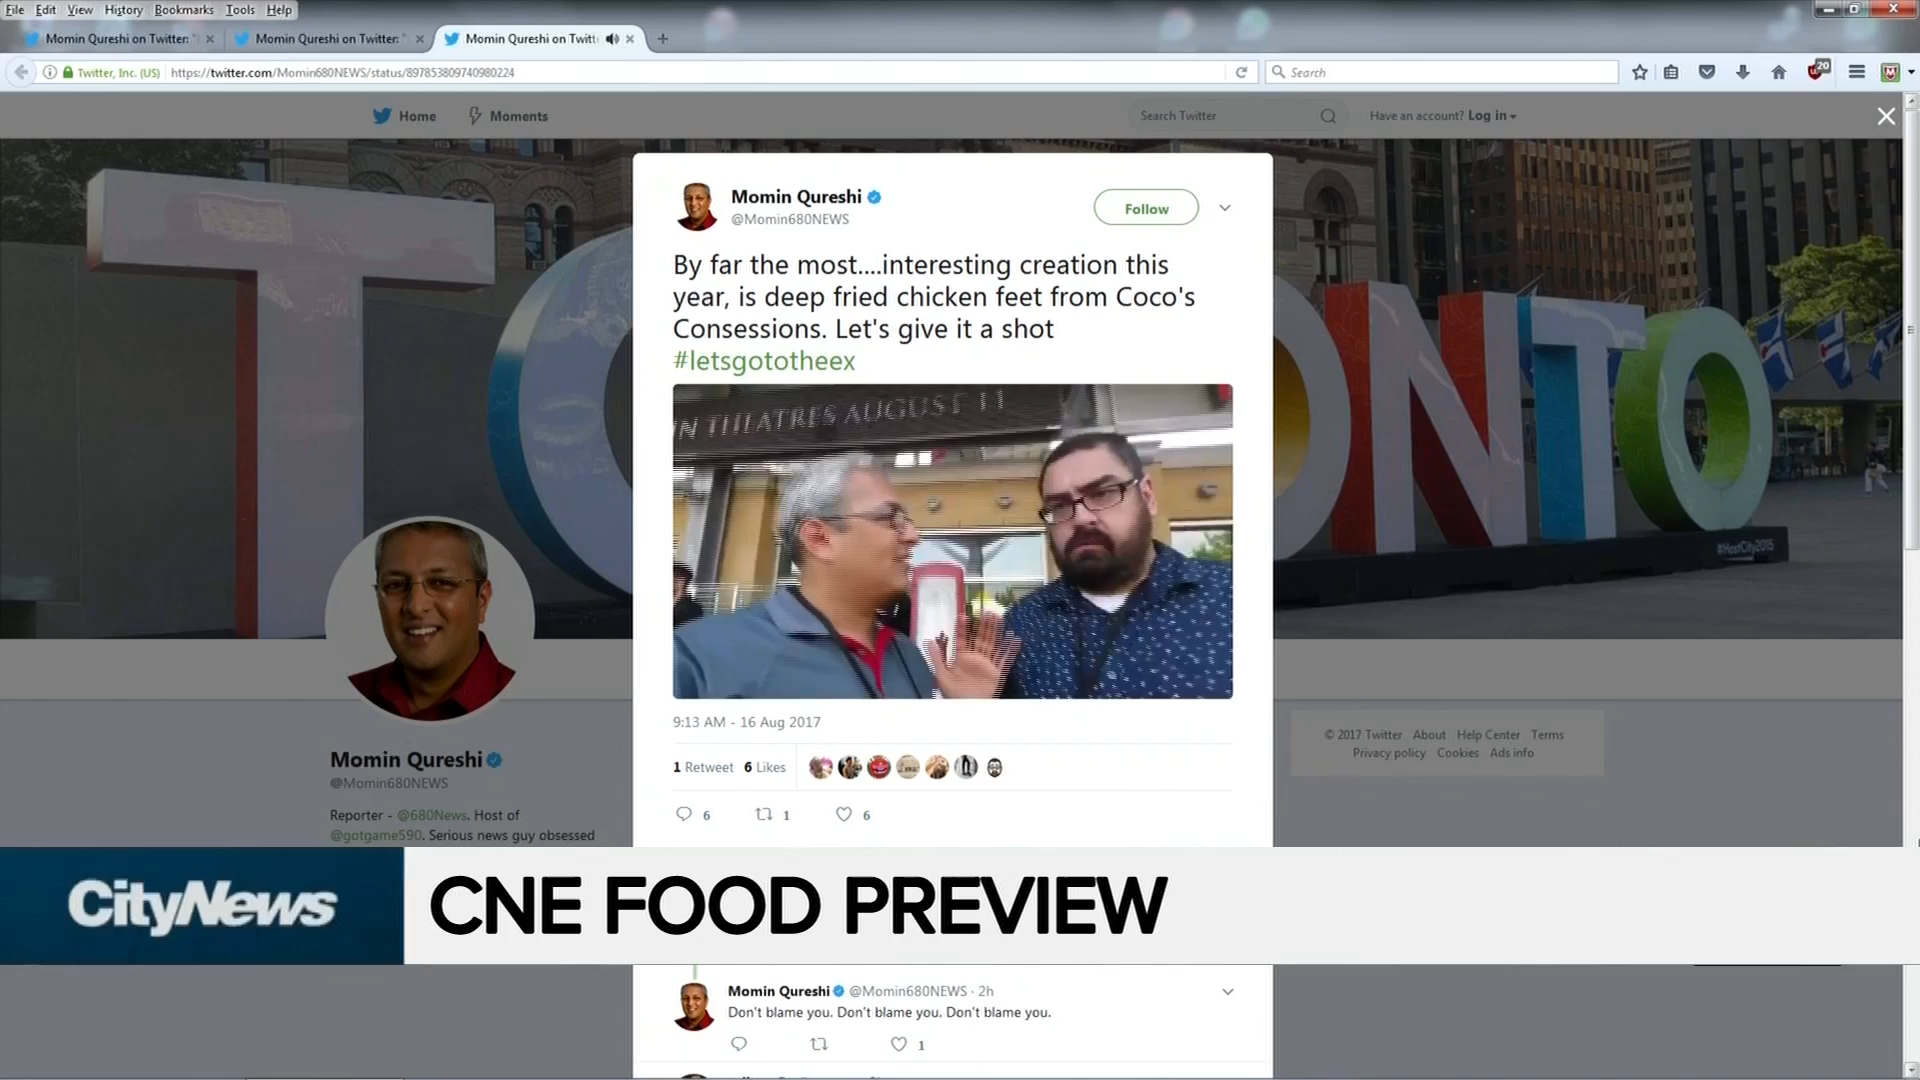 File Edit View History Bookmarks Tools Help
Momin Qureshi on Twitter: "
Momin Qureshi on Twitter: "
Momin Qureshi on Twitt
Twitter, Inc. (US)
https://twitter.com/Momin680NEWS/status/897853809740980224
Search
20
Home
Moments
Search Twitter
Have an account? Log in
Momin Qureshi
@Momin680NEWS
Follow
By far the most....interesting creation this
year, is deep fried chicken feet from Coco's
Consessions. Let's give it a shot
#letsgototheex
N THEATRES AUGUST 11
TO
ONTO
#HostCity2015
9:13 AM - 16 Aug 2017
1 Retweet 6 Likes
6 1 6
Momin Qureshi
@Momin680NEWS
Reporter - @680News. Host of
@gotgame590. Serious news guy obsessed
© 2017 Twitter About Help Center Terms
Privacy policy Cookies Ads info
CityNews
CNE FOOD PREVIEW
Momin Qureshi @Momin680NEWS · 2h
Don't blame you. Don't blame you. Don't blame you.
1